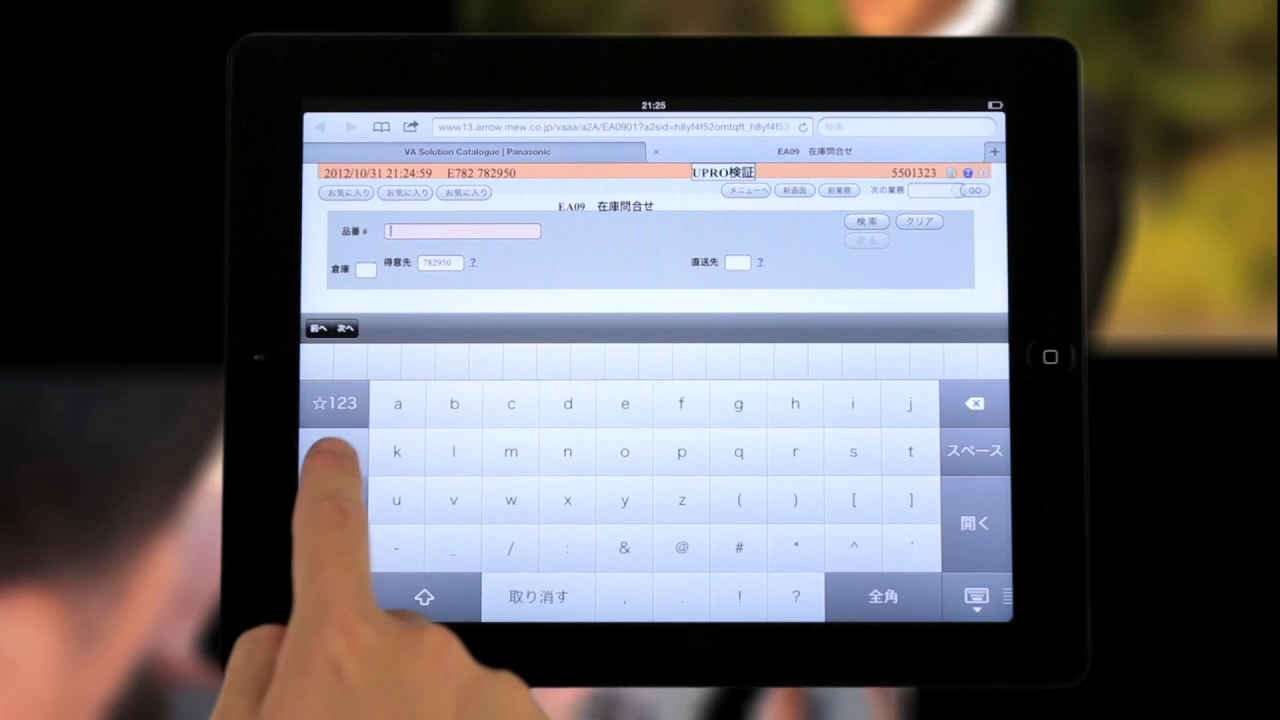 21:25
www13.arrow.mew.co.jp/vaaa/a2A/EA0901?a2sid=h8yf4f52omtqft_h8yf4f53 検索
VA Solution Catalogue | Panasonic × EA09 在庫問合せ +
2012/10/31 21:24:59 E782 782950 UPRO検証 5501323
お気に入り お気に入り お気に入り メニューへ 新画面 前業務 次の業務 GO
EA09 在庫問合せ
品番# 検索 クリア
戻る
倉庫 得意先 782950 ? 直送先 ?
前へ 次へ
☆123 a b c d e f g h i j
k l m n o p q r s t スペース
u v w x y z ( ) [ ]
開く
- _ / : & @ # * ^ `
取り消す , . ! ? 全角